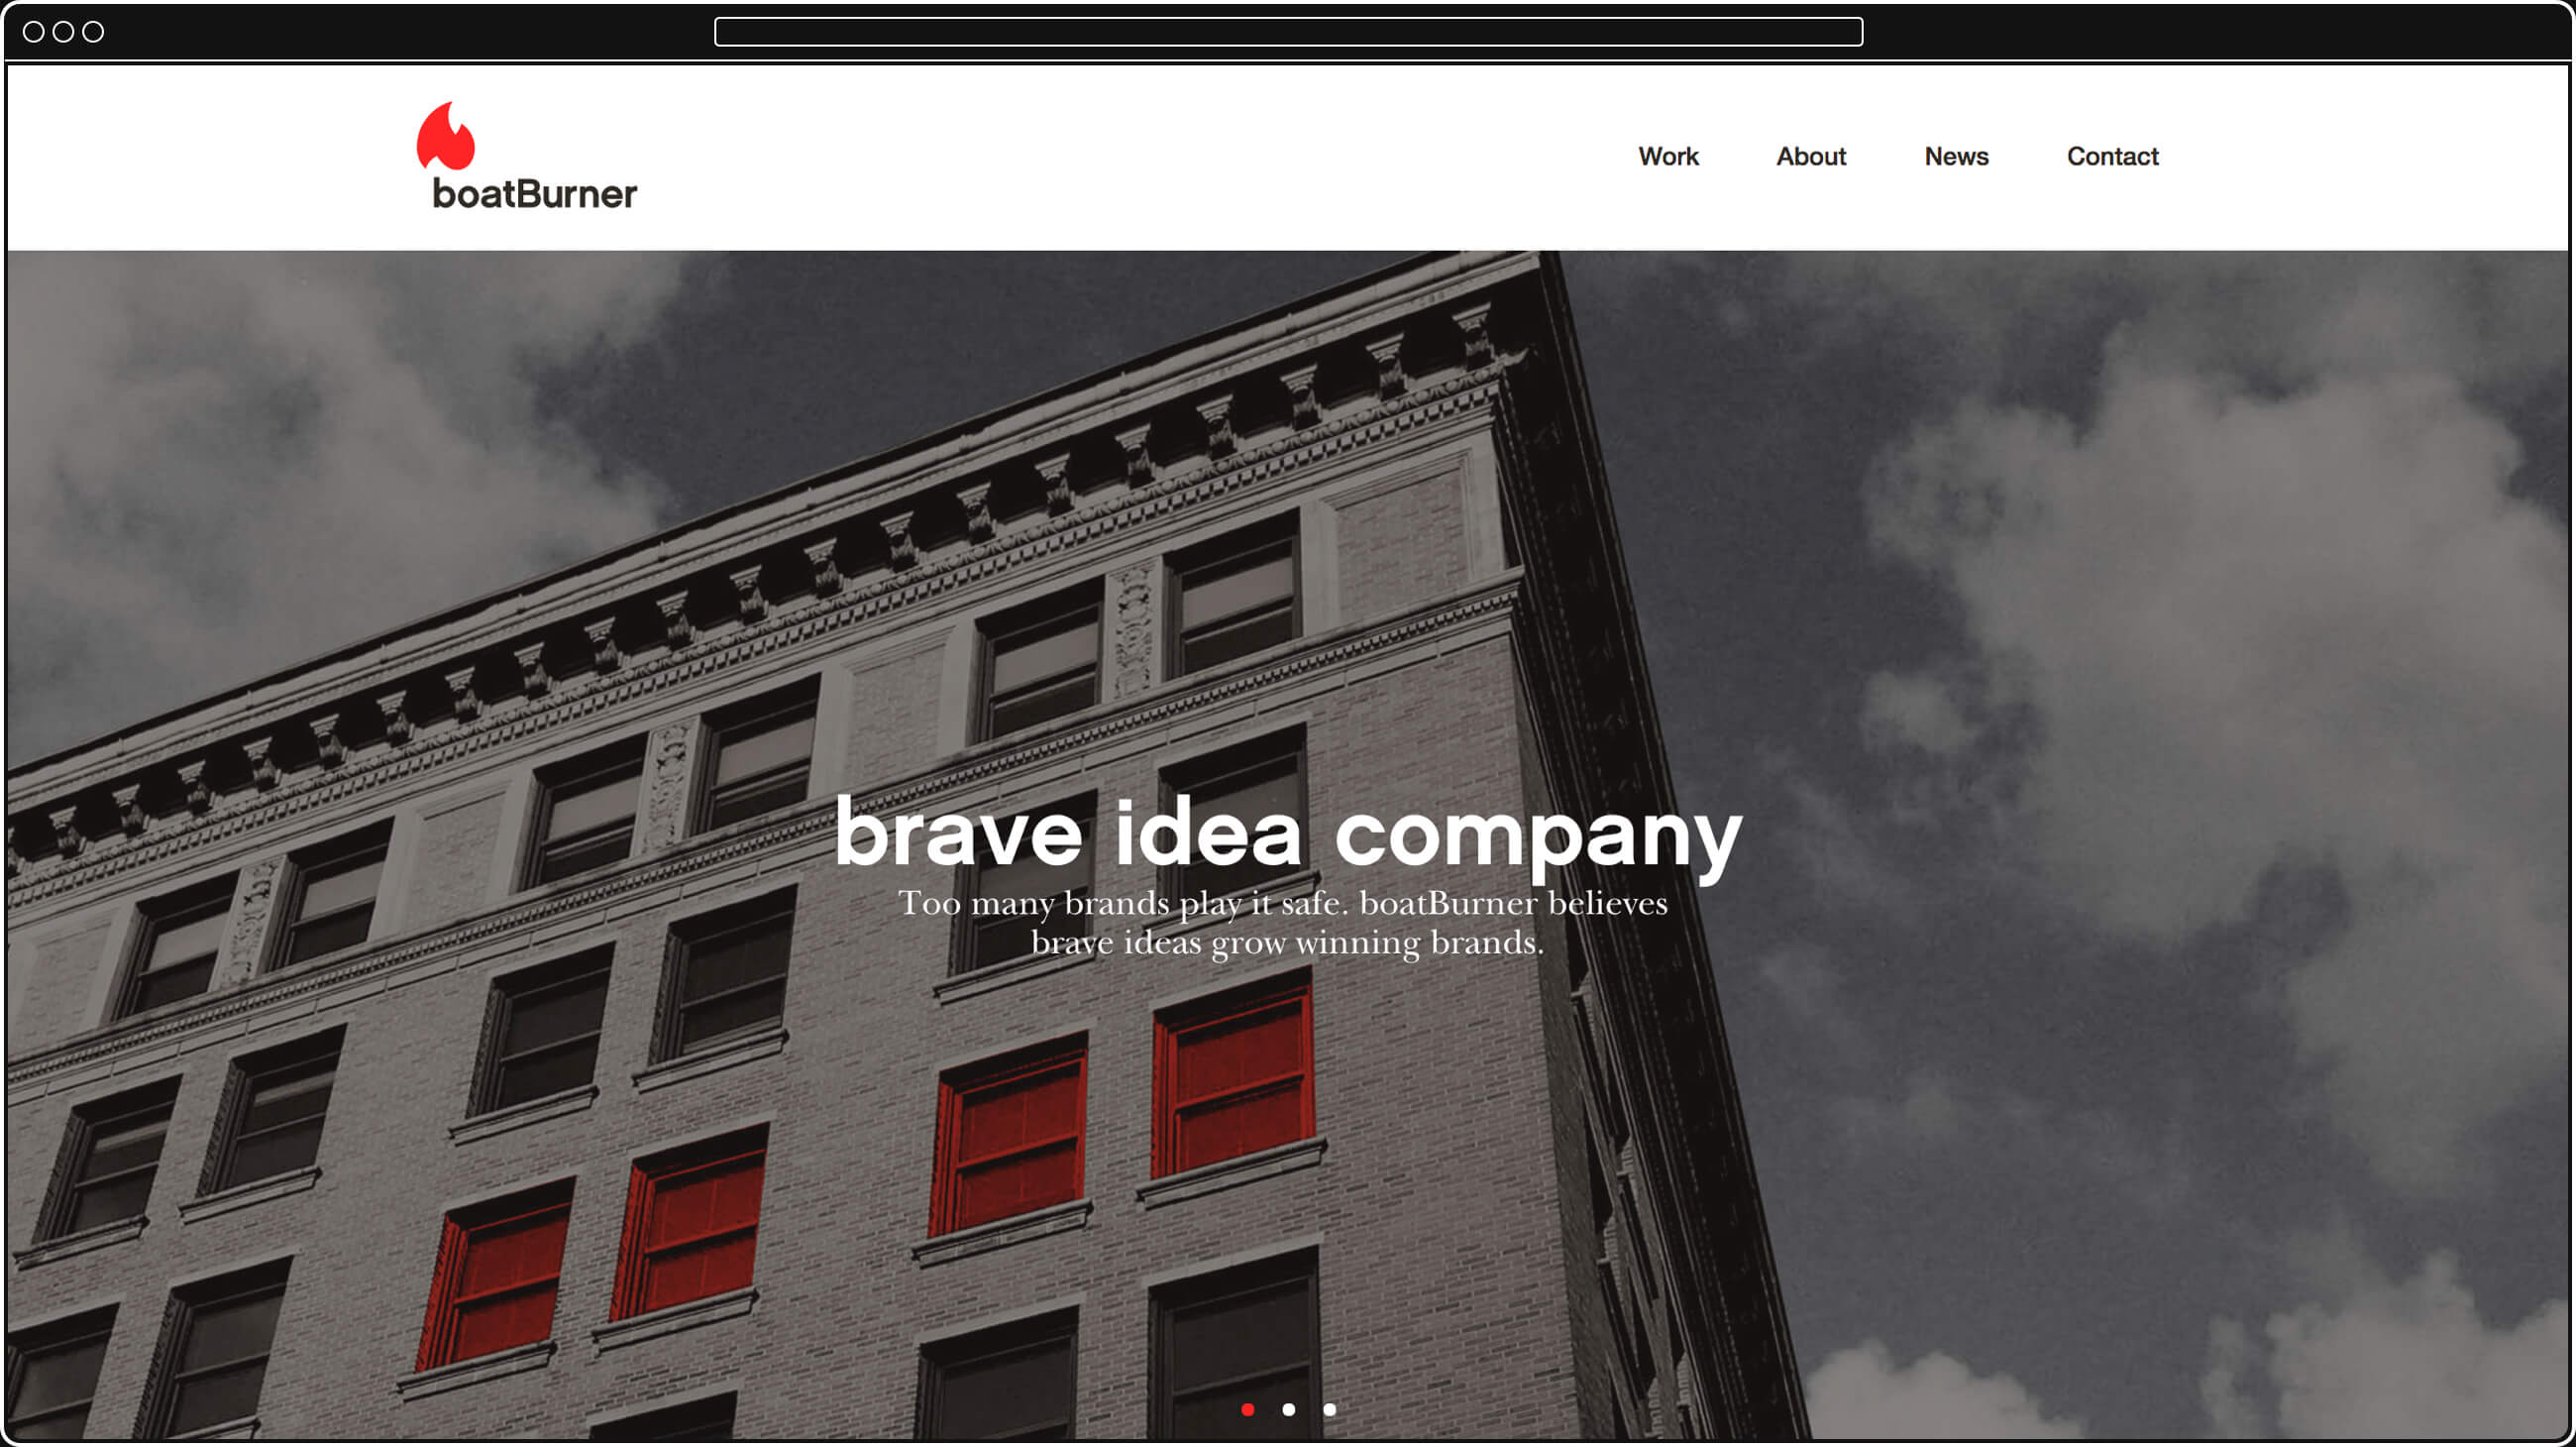 boatBurner
Work
About
News
Contact
brave idea company
Too many brands play it safe. boatBurner believes
brave ideas grow winning brands.